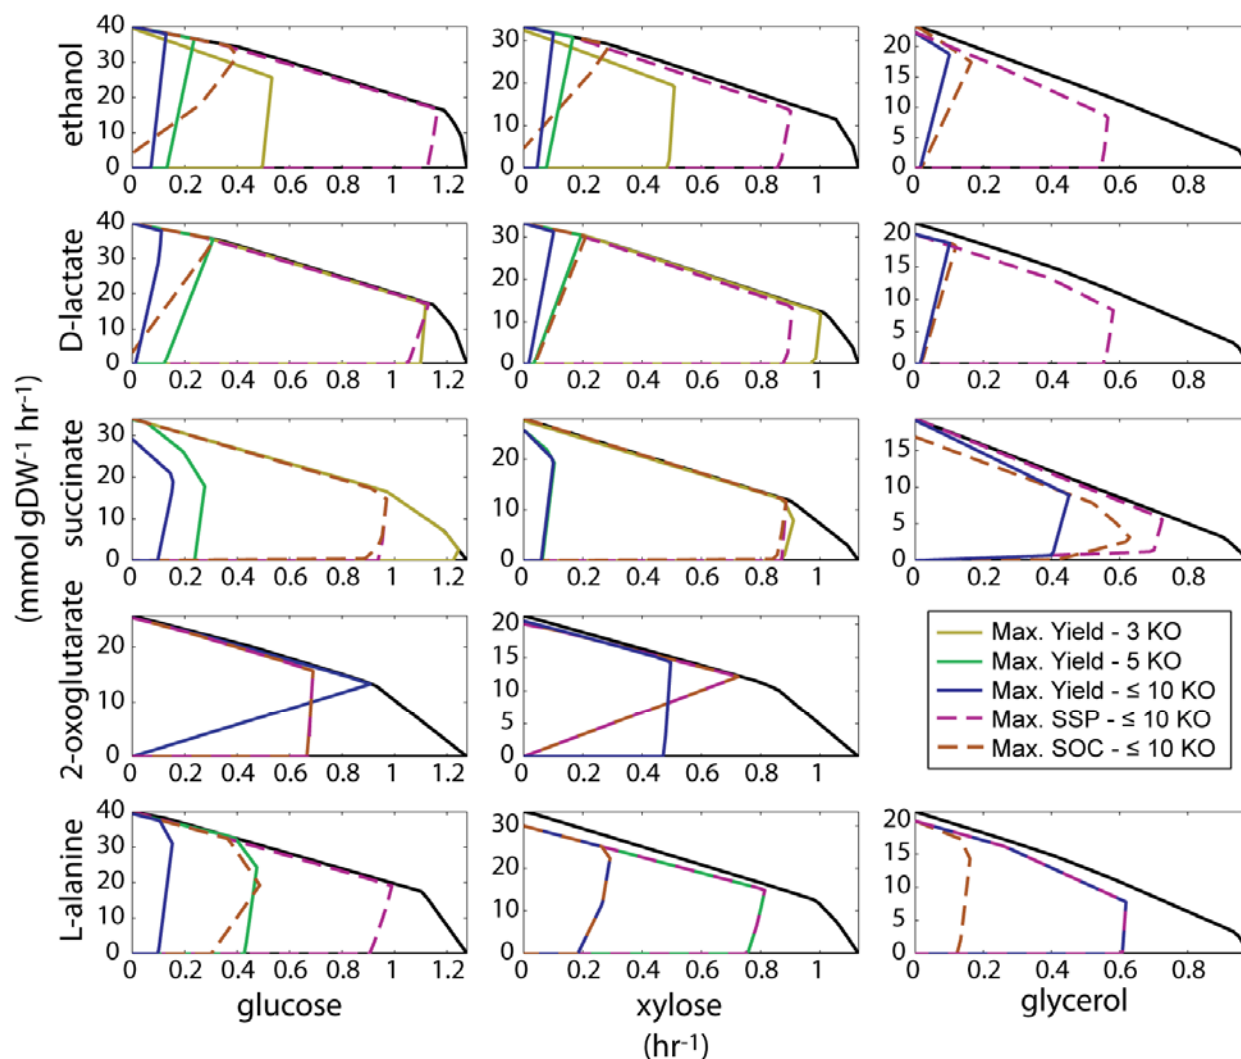 (mmol gDW⁻¹ hr⁻¹)
ethanol
40
30
20
10
0
0 0.2 0.4 0.6 0.8 1 1.2
30
20
10
0
0 0.2 0.4 0.6 0.8 1
20
15
10
5
0
0 0.2 0.4 0.6 0.8
D-lactate
40
30
20
10
0
0 0.2 0.4 0.6 0.8 1 1.2
30
20
10
0
0 0.2 0.4 0.6 0.8 1
20
15
10
5
0
0 0.2 0.4 0.6 0.8
succinate
30
20
10
0
0 0.2 0.4 0.6 0.8 1 1.2
20
10
0
0 0.2 0.4 0.6 0.8 1
15
10
5
0
0 0.2 0.4 0.6 0.8
2-oxoglutarate
20
10
0
0 0.2 0.4 0.6 0.8 1 1.2
20
15
10
5
0
0 0.2 0.4 0.6 0.8 1
Max. Yield - 3 KO
Max. Yield - 5 KO
Max. Yield - ≤ 10 KO
Max. SSP - ≤ 10 KO
Max. SOC - ≤ 10 KO
L-alanine
40
30
20
10
0
0 0.2 0.4 0.6 0.8 1 1.2
30
20
10
0
0 0.2 0.4 0.6 0.8 1
20
15
10
5
0
0 0.2 0.4 0.6 0.8
glucose
xylose
glycerol
(hr⁻¹)